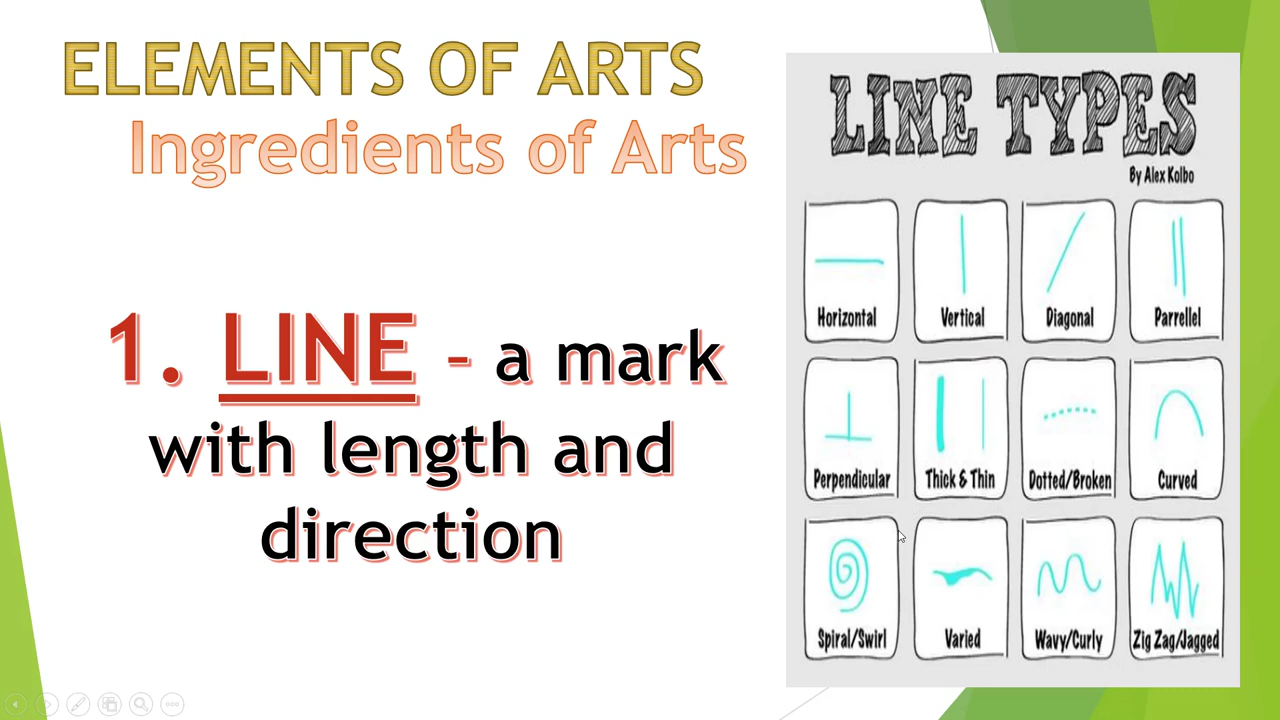 ELEMENTS OF ARTS
Ingredients of Arts
1. LINE - a mark
with length and
direction
LINE TYPES
By Alex Kolbo
Horizontal
Vertical
Diagonal
Parrellel
Perpendicular
Thick & Thin
Dotted/Broken
Curved
Spiral/Swirl
Varied
Wavy/Curly
Zig Zag/Jagged